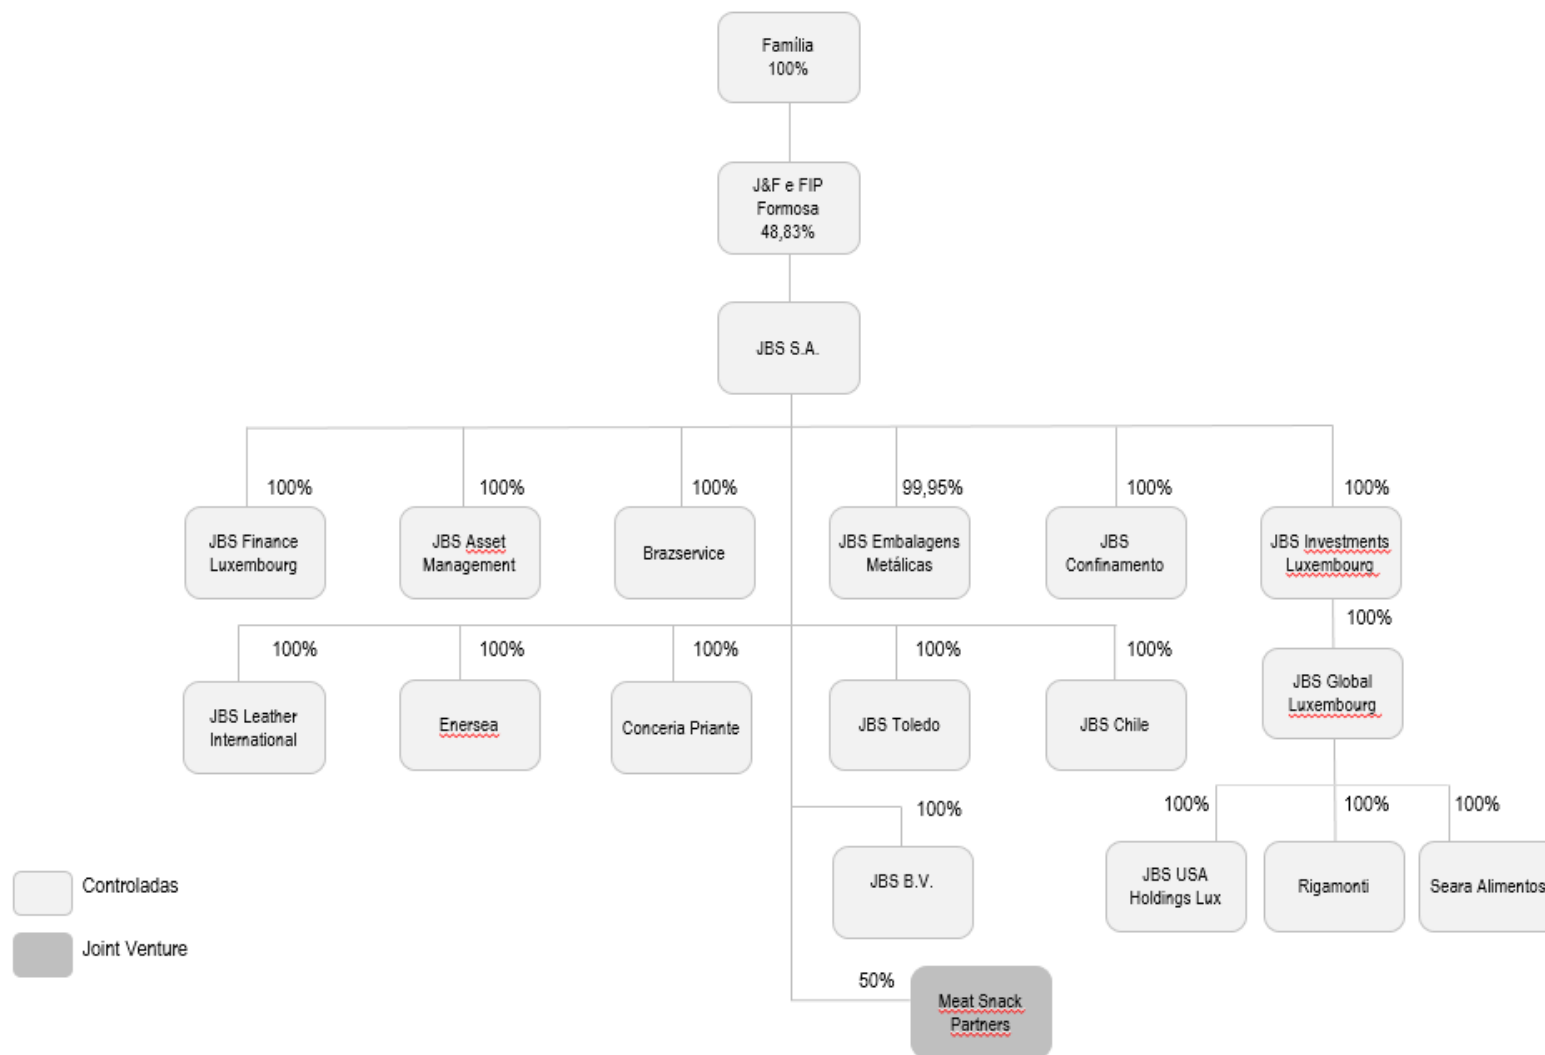 Família
100%
J&F e FIP
Formosa
48,83%
JBS S.A.
100%
100%
100%
99,95%
100%
100%
JBS Finance
Luxembourg
JBS Asset
Management
Brazservice
JBS Embalagens
Metálicas
JBS
Confinamento
JBS Investments
Luxembourg
100%
100%
100%
100%
100%
100%
JBS Leather
International
Enersea
Conceria Priante
JBS Toledo
JBS Chile
JBS Global
Luxembourg
100%
100%
100%
100%
JBS B.V.
JBS USA
Holdings Lux
Rigamonti
Seara Alimentos
Controladas
Joint Venture
50%
Meat Snack
Partners